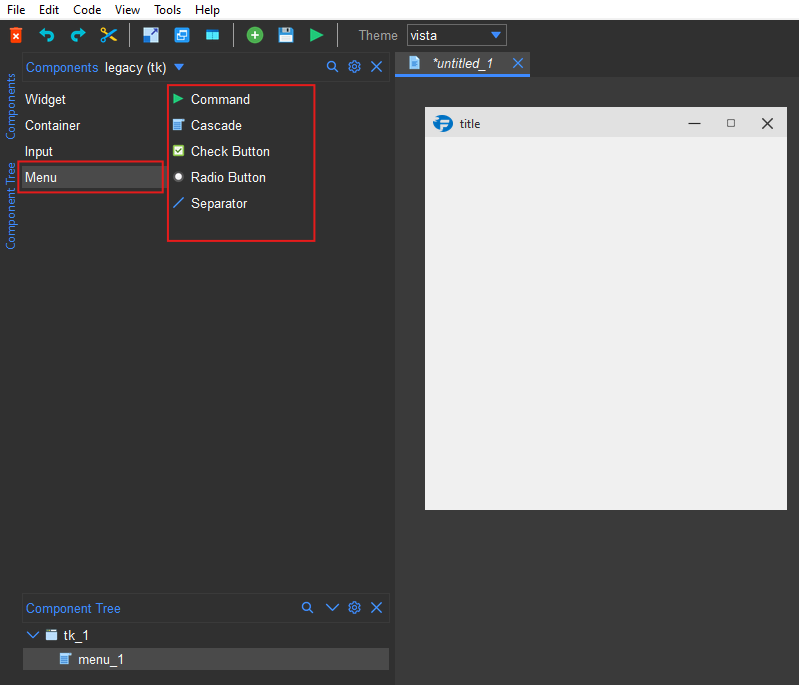 File Edit Code View Tools Help
Theme vista
Components legacy (tk)
*untitled_1
Components
Component Tree
Widget
Container
Input
Menu
Command
Cascade
Check Button
Radio Button
Separator
title
Component Tree
tk_1
menu_1